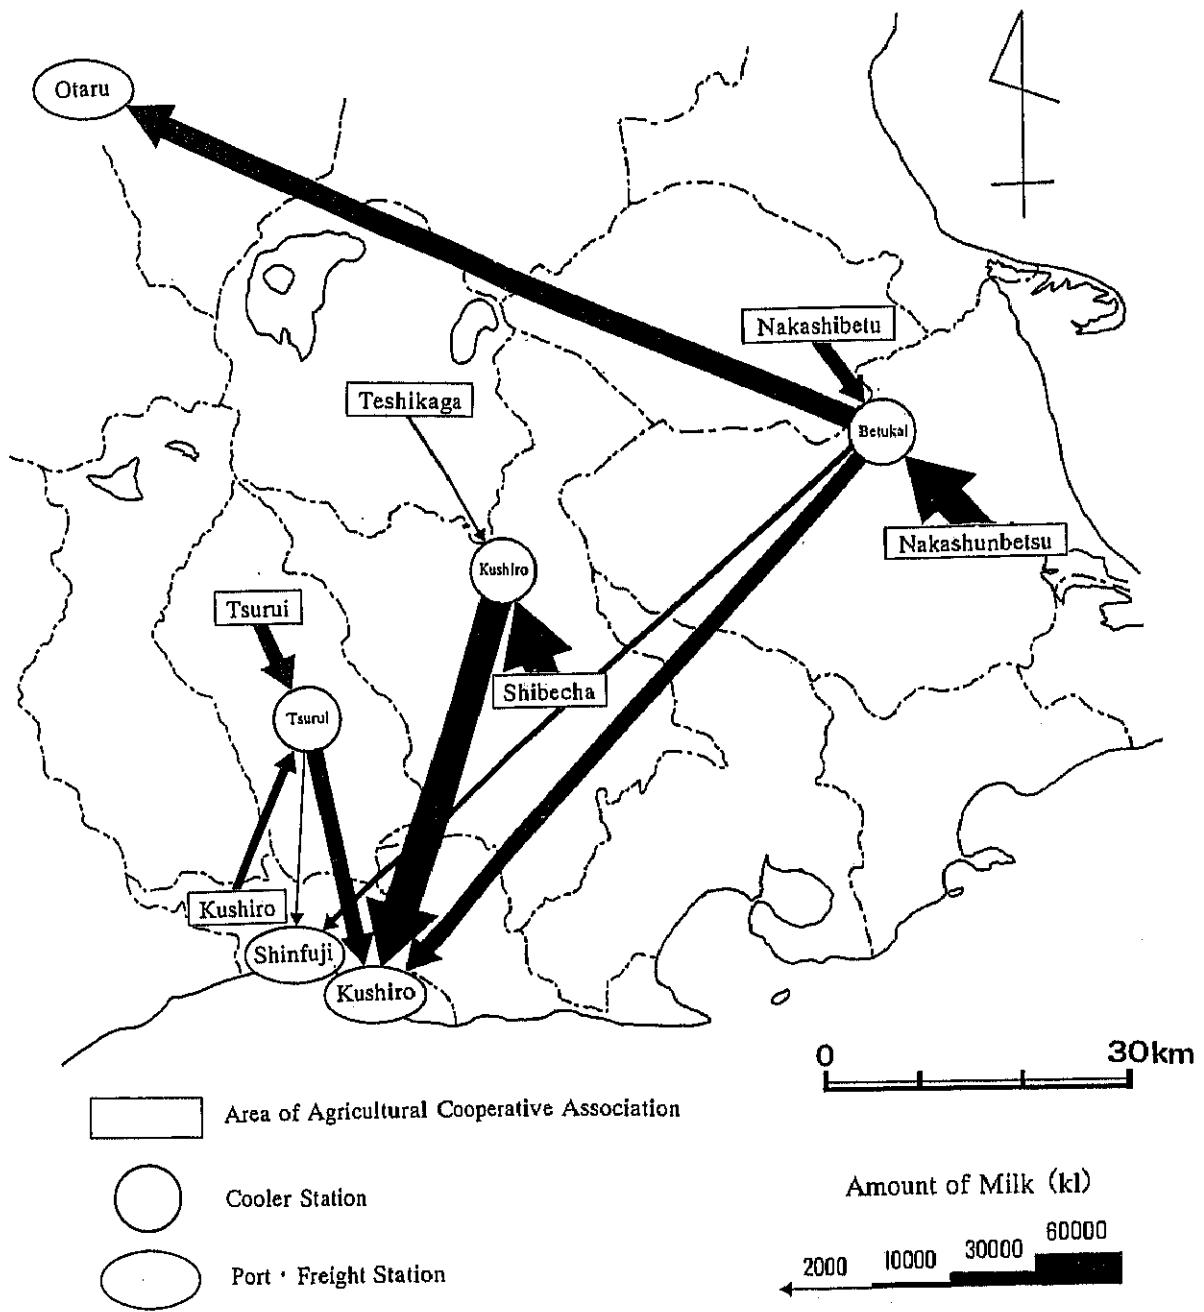 Otaru
Nakashibetu
Teshikaga
Betukai
Nakashunbetsu
Kushiro
Tsurui
Shibecha
Tsurui
Kushiro
Shinfuji
Kushiro
0 30km
Area of Agricultural Cooperative Association
Cooler Station
Port・Freight Station
Amount of Milk (kl)
2000 10000 30000 60000